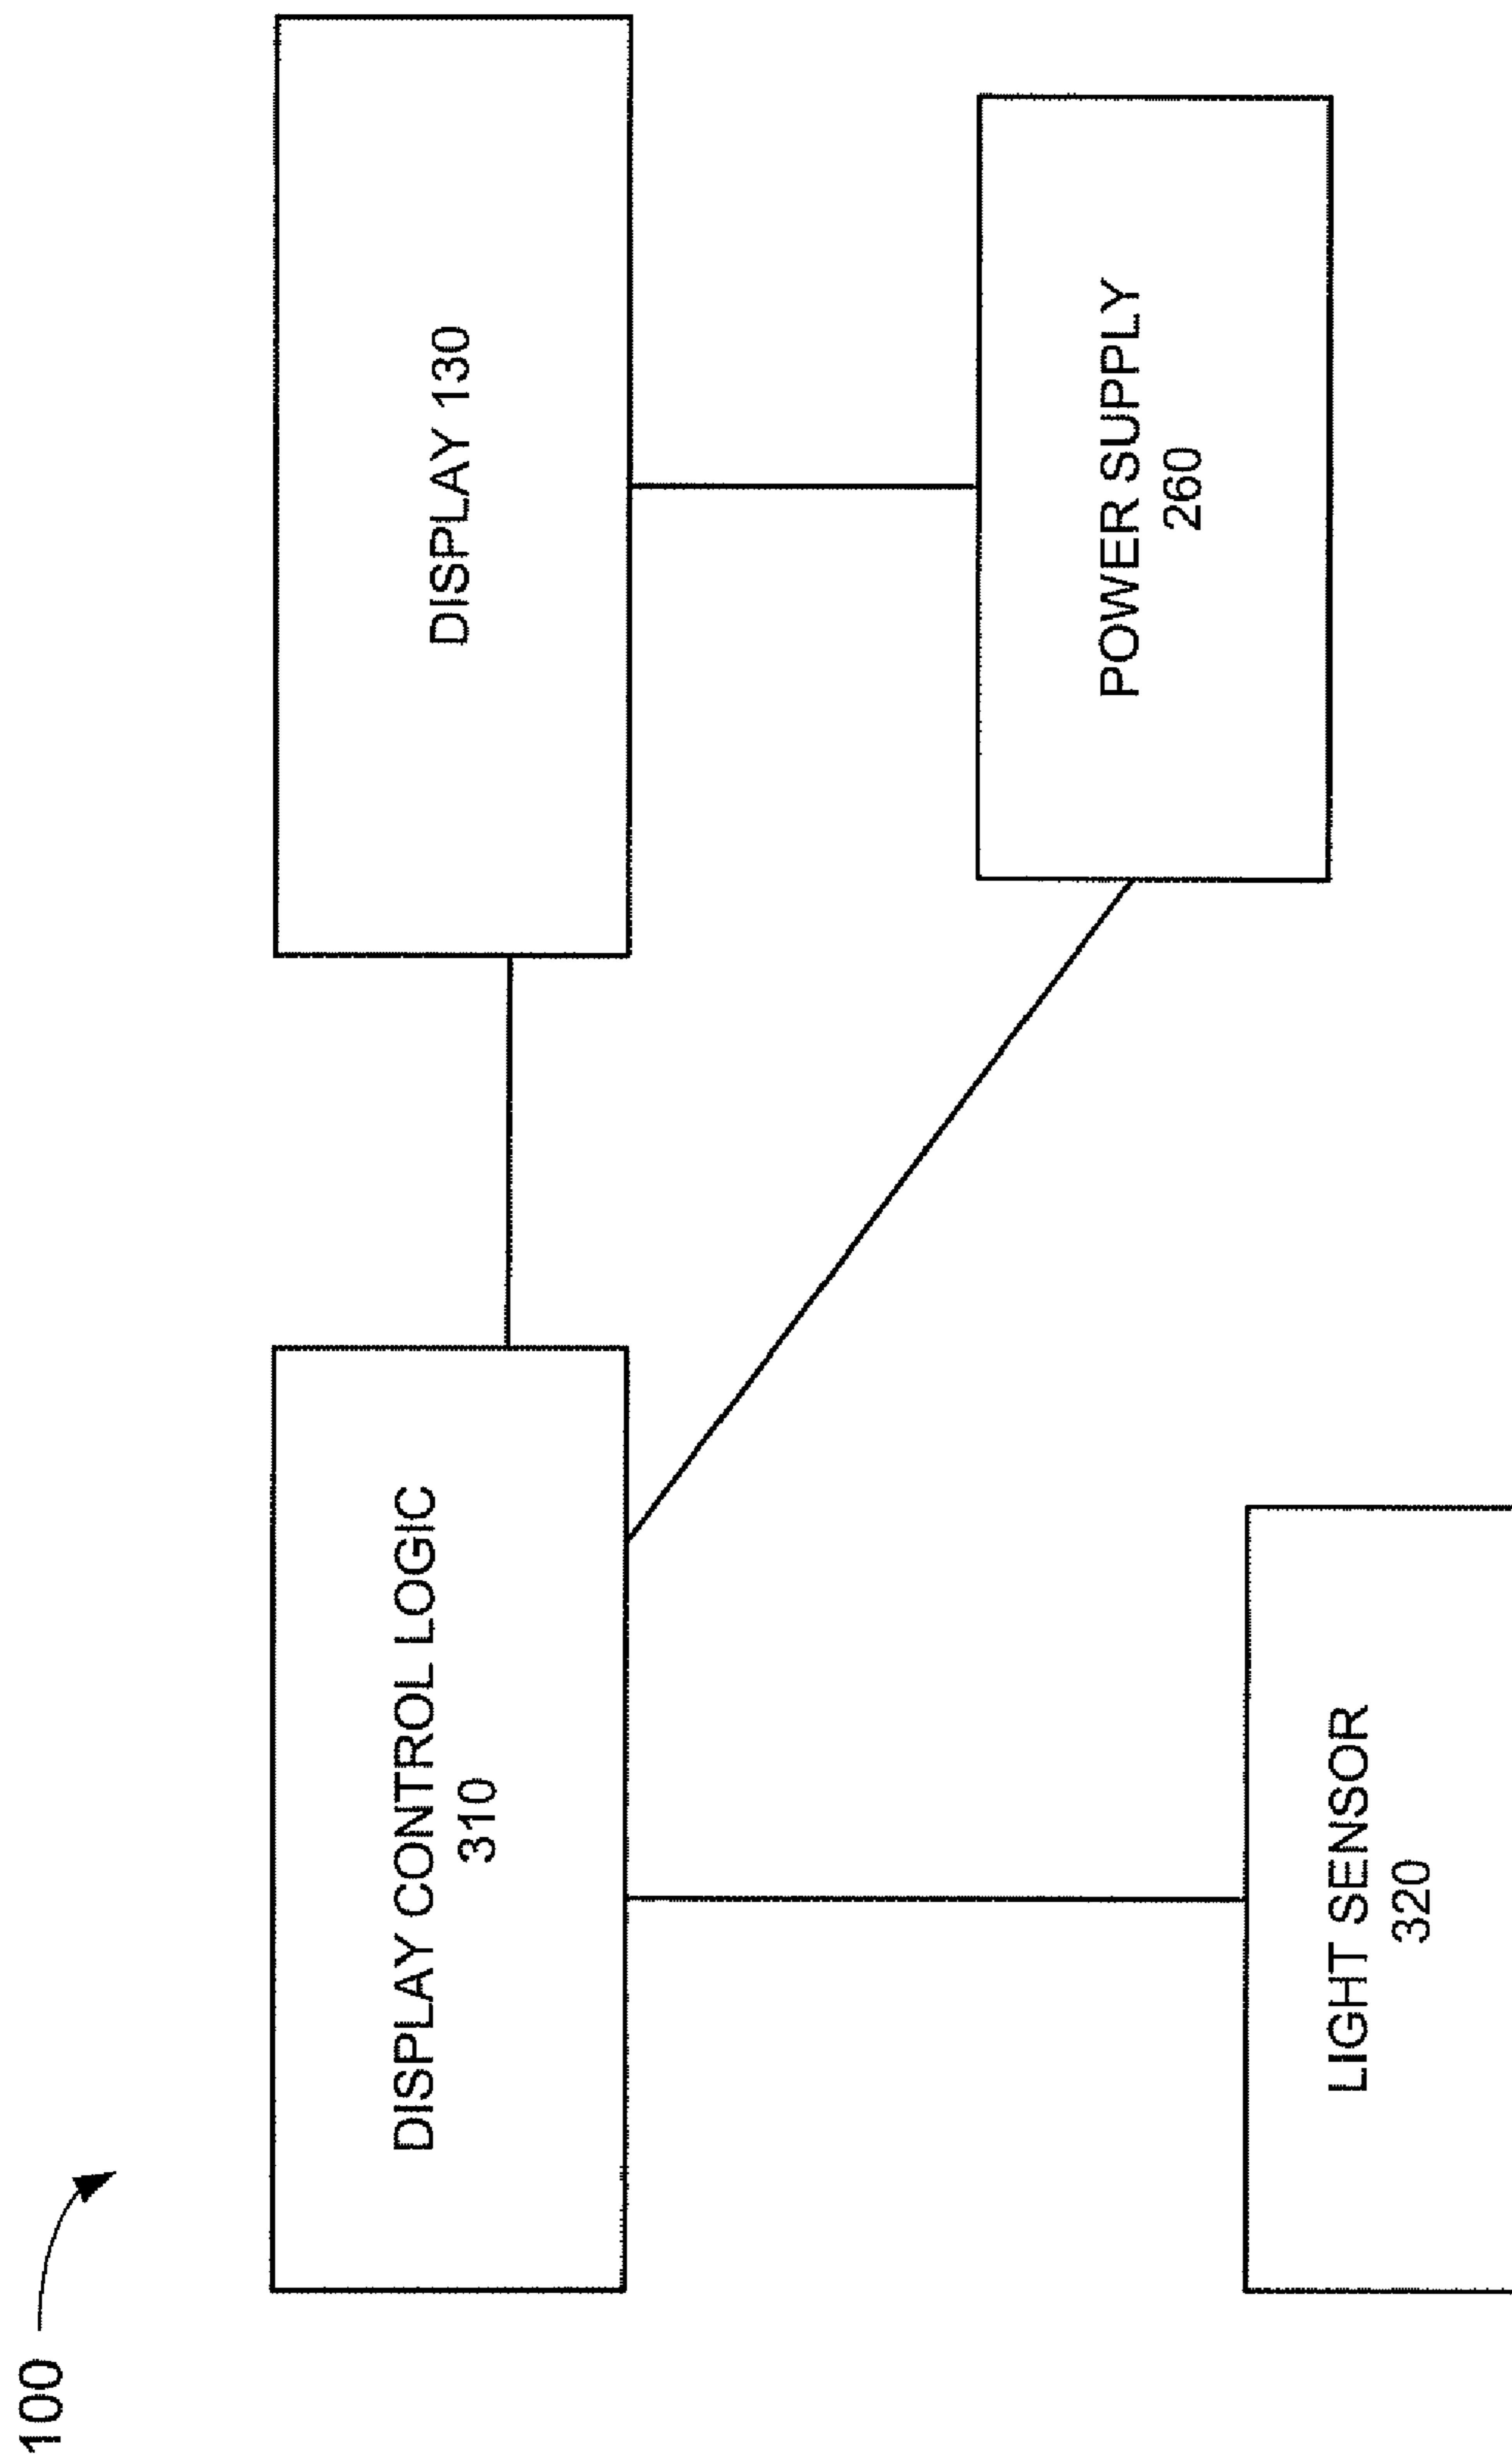 100
DISPLAY CONTROL LOGIC
310
DISPLAY 130
LIGHT SENSOR
320
POWER SUPPLY
260